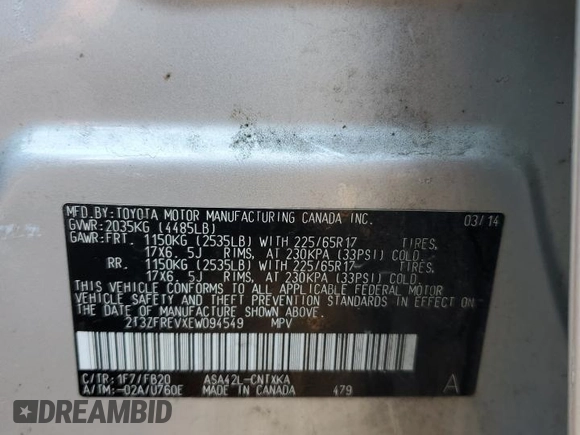 MFD.BY:TOYOTA MOTOR MANUFACTURING CANADA INC. 03/14
GVWR:2035KG (4485LB)
GAWR:FRT. 1150KG (2535LB) WITH 225/65R17 TIRES,
17X6.5J RIMS, AT 230KPA (33PSI) COLD
RR. 1150KG (2535LB) WITH 225/65R17 TIRES,
17X6.5J RIMS, AT 230KPA (33PSI) COLD.
THIS VEHICLE CONFORMS TO ALL APPLICABLE FEDERAL MOTOR
VEHICLE SAFETY AND THEFT PREVENTION STANDARDS IN EFFECT ON
THE DATE OF MANUFACTURE SHOWN ABOVE.
2T3ZFREVXEW094549 MPV
C/TR:1F7/FB20 ASA42L-CNTXKA
A/TM:-02A/U760E MADE IN CANADA 479 A
DREAMBID
DREAMBID